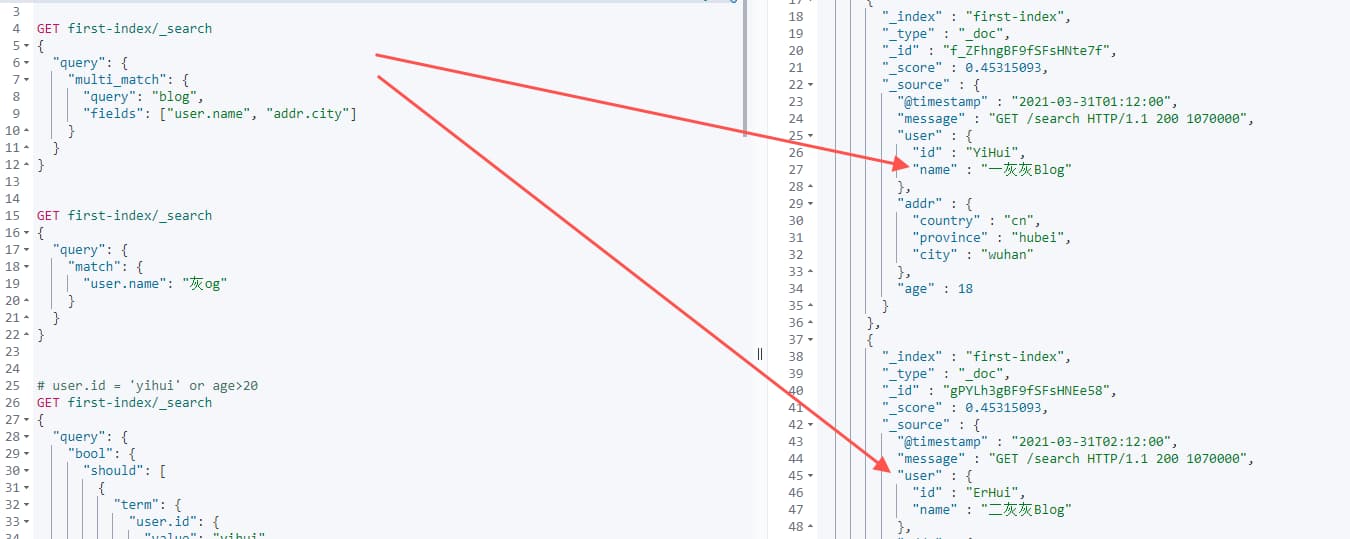 3
4 GET first-index/_search
5 {
6 "query": {
7 "multi_match": {
8 "query": "blog",
9 "fields": ["user.name", "addr.city"]
10 }
11 }
12 }
13
14
15 GET first-index/_search
16 {
17 "query": {
18 "match": {
19 "user.name": "灰og"
20 }
21 }
22 }
23
24
25 # user.id = 'yihui' or age>20
26 GET first-index/_search
27 {
28 "query": {
29 "bool": {
30 "should": [
31 {
32 "term": {
33 "user.id": {
34 "value": "yihui"
17 {
18 "_index" : "first-index",
19 "_type" : "_doc",
20 "_id" : "f_ZFhngBF9fSFsHNte7f",
21 "_score" : 0.45315093,
22 "_source" : {
23 "@timestamp" : "2021-03-31T01:12:00",
24 "message" : "GET /search HTTP/1.1 200 1070000",
25 "user" : {
26 "id" : "YiHui",
27 "name" : "一灰灰Blog"
28 },
29 "addr" : {
30 "country" : "cn",
31 "province" : "hubei",
32 "city" : "wuhan"
33 },
34 "age" : 18
35 }
36 },
37 {
38 "_index" : "first-index",
39 "_type" : "_doc",
40 "_id" : "gPYLh3gBF9fSFsHNEe58",
41 "_score" : 0.45315093,
42 "_source" : {
43 "@timestamp" : "2021-03-31T02:12:00",
44 "message" : "GET /search HTTP/1.1 200 1070000",
45 "user" : {
46 "id" : "ErHui",
47 "name" : "二灰灰Blog"
48 },